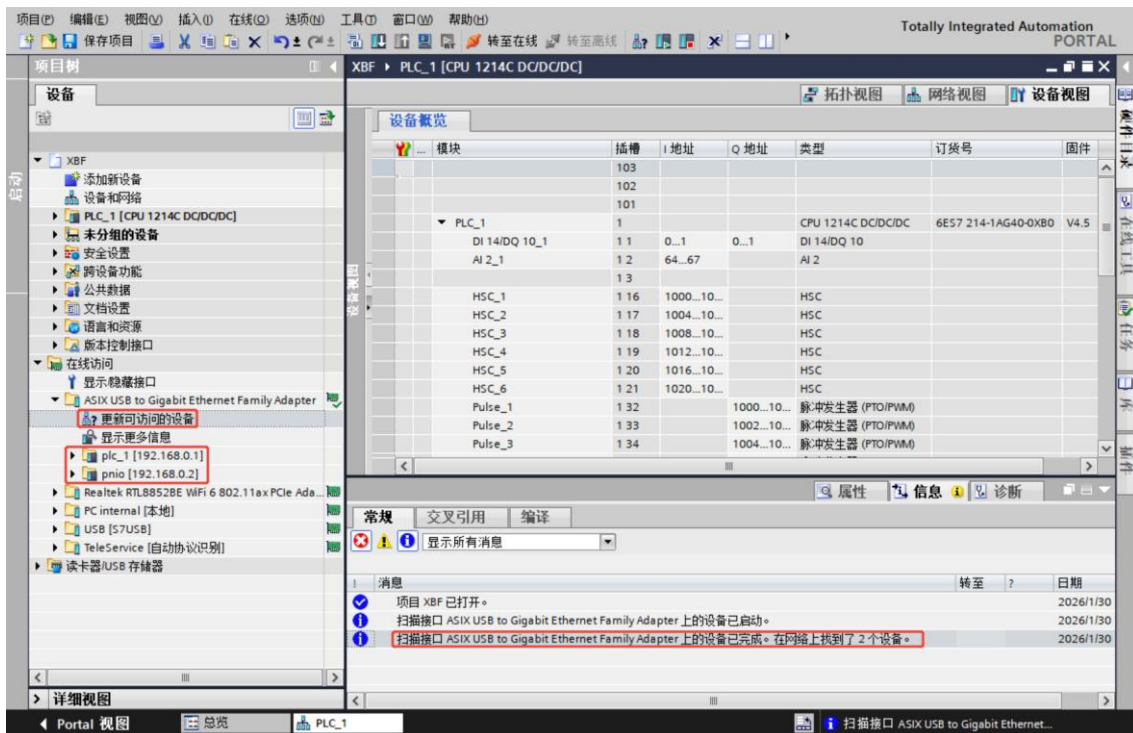 项目(P) 编辑(E) 视图(V) 插入(I) 在线(O) 选项(N) 工具(T) 窗口(W) 帮助(H)
Totally Integrated Automation
PORTAL
保存项目 转至在线 转至离线
项目树
XBF PLC_1 [CPU 1214C DC/DC/DC]
设备
拓扑视图 网络视图 设备视图
设备概览
模块 插槽 I 地址 Q 地址 类型 订货号 固件
103
102
101
PLC_1 1 CPU 1214C DC/DC/DC 6ES7 214-1AG40-0XB0 V4.5
DI 14/DQ 10_1 1 1 0...1 0...1 DI 14/DQ 10
AI 2_1 1 2 64...67 AI 2
1 3
HSC_1 1 16 1000...10... HSC
HSC_2 1 17 1004...10... HSC
HSC_3 1 18 1008...10... HSC
HSC_4 1 19 1012...10... HSC
HSC_5 1 20 1016...10... HSC
HSC_6 1 21 1020...10... HSC
Pulse_1 1 32 1000...10... 脉冲发生器 (PTO/PWM)
Pulse_2 1 33 1002...10... 脉冲发生器 (PTO/PWM)
Pulse_3 1 34 1004...10... 脉冲发生器 (PTO/PWM)
XBF
添加新设备
设备和网络
PLC_1 [CPU 1214C DC/DC/DC]
未分组的设备
安全设置
跨设备功能
公共数据
文档设置
语言和资源
版本控制接口
在线访问
显示/隐藏接口
ASIX USB to Gigabit Ethernet Family Adapter
更新可访问的设备
显示更多信息
plc_1 [192.168.0.1]
pnio [192.168.0.2]
Realtek RTL8852BE WiFi 6 802.11ax PCIe Ada...
PC internal [本地]
USB [S7USB]
TeleService [自动协议识别]
读卡器/USB 存储器
详细视图
启动
设备视图
属性 信息 诊断
常规 交叉引用 编译
显示所有消息
! 消息 转至 ? 日期
项目 XBF 已打开。 2026/1/30
扫描接口 ASIX USB to Gigabit Ethernet Family Adapter 上的设备已启动。 2026/1/30
扫描接口 ASIX USB to Gigabit Ethernet Family Adapter 上的设备已完成。在网络上找到了 2 个设备。 2026/1/30
硬件目录
在线工具
任务
库
插件
Portal 视图 总览 PLC_1
扫描接口 ASIX USB to Gigabit Ethernet...